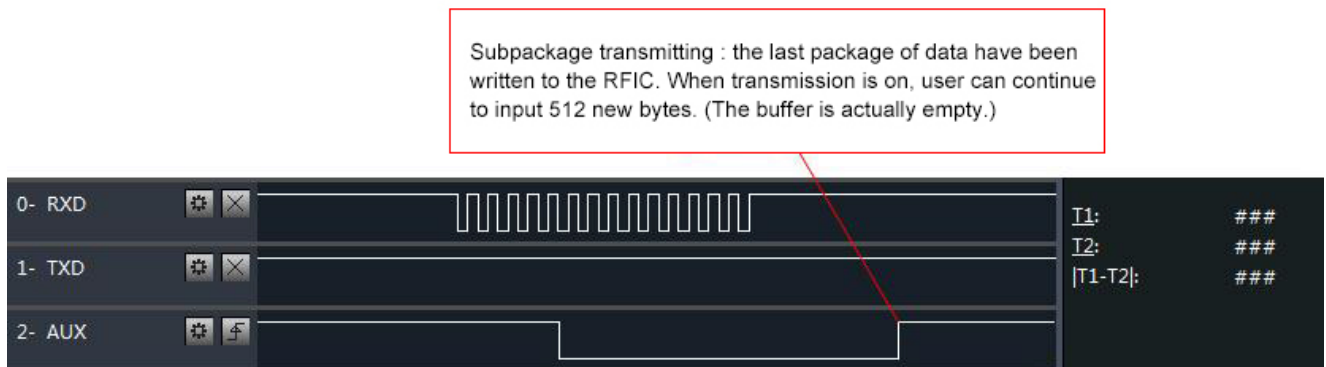 Subpackage transmitting : the last package of data have been
written to the RFIC. When transmission is on, user can continue
to input 512 new bytes. (The buffer is actually empty.)
0- RXD
1- TXD
2- AUX
T1: ###
T2: ###
|T1-T2|: ###